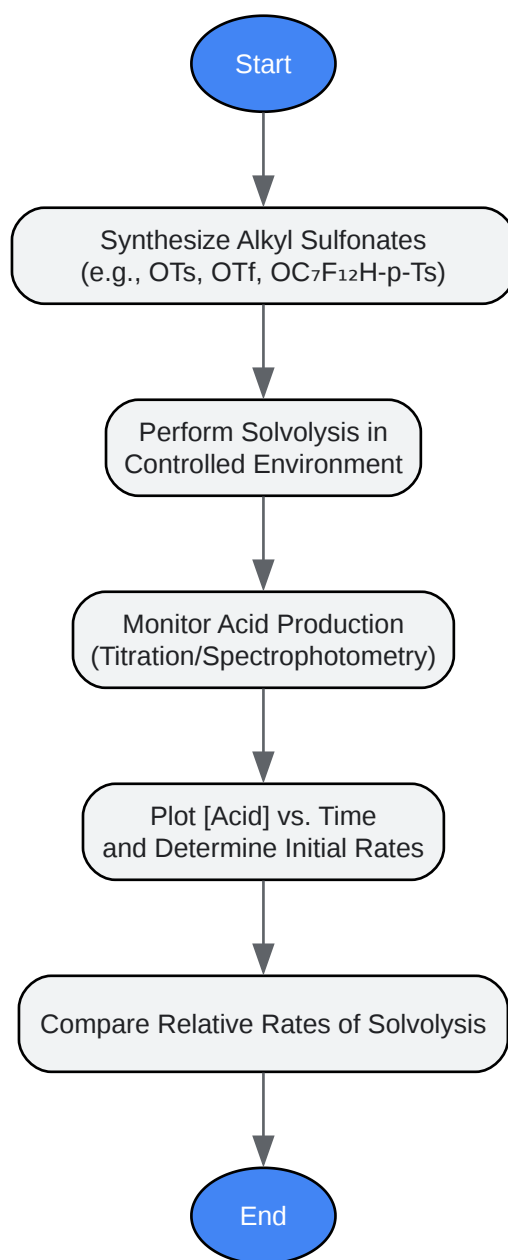 Start
Synthesize Alkyl Sulfonates
(e.g., OTs, OTf, OC₇F₁₂H-p-Ts)
Perform Solvolysis in
Controlled Environment
Monitor Acid Production
(Titration/Spectrophotometry)
Plot [Acid] vs. Time
and Determine Initial Rates
Compare Relative Rates of Solvolysis
End